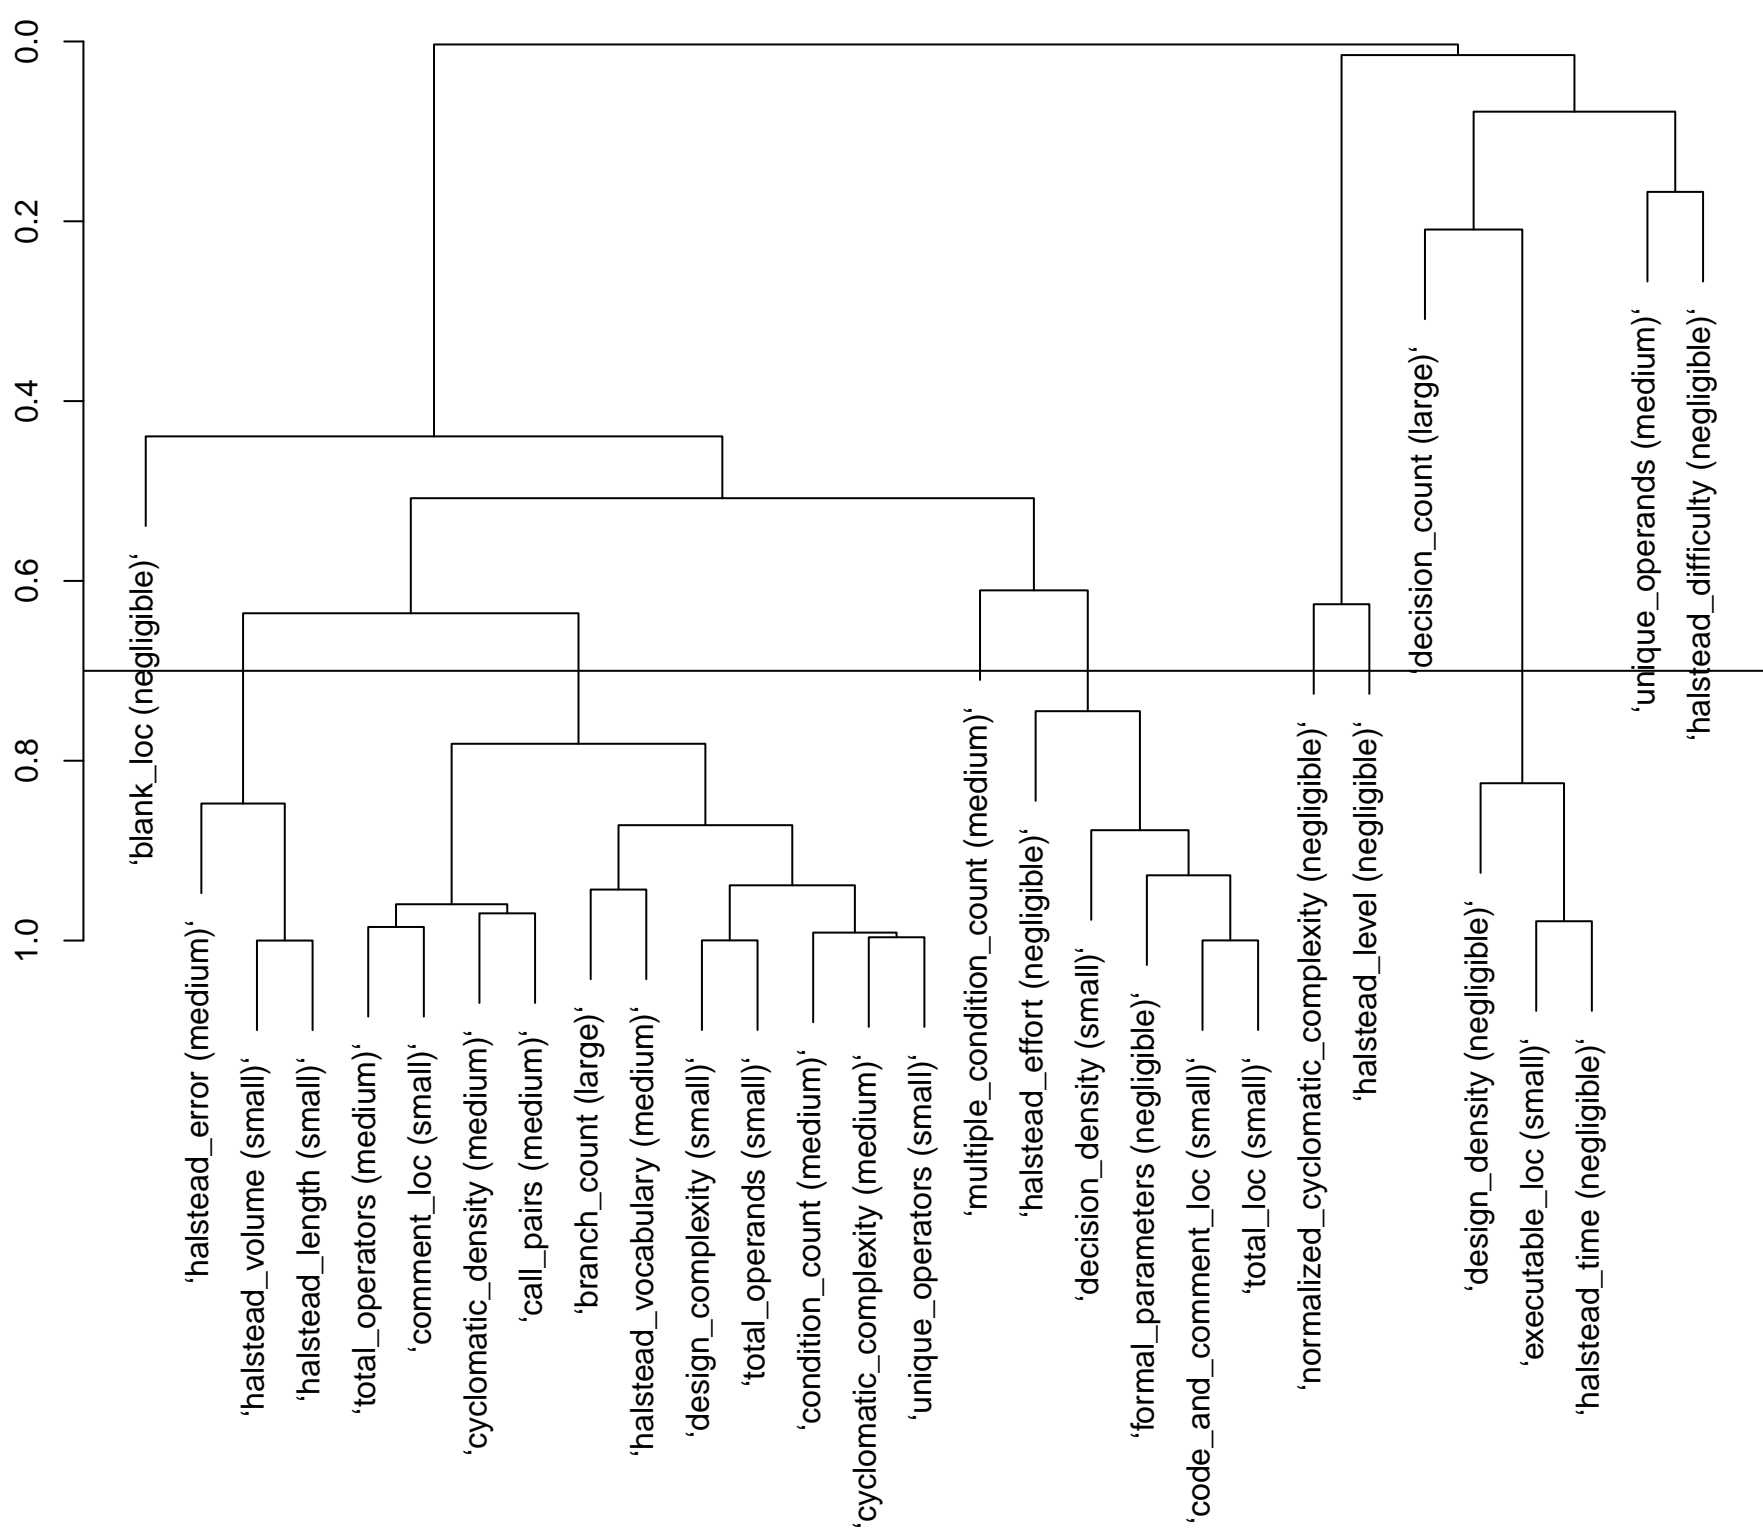 0.0
0.2
0.4
0.6
0.8
1.0
‘blank_loc (negligible)‘
‘halstead_error (medium)‘
‘halstead_volume (small)‘
‘halstead_length (small)‘
‘total_operators (medium)‘
‘comment_loc (small)‘
‘cyclomatic_density (medium)‘
‘call_pairs (medium)‘
‘branch_count (large)‘
‘halstead_vocabulary (medium)‘
‘design_complexity (small)‘
‘total_operands (small)‘
‘condition_count (medium)‘
‘cyclomatic_complexity (medium)‘
‘unique_operators (small)‘
‘multiple_condition_count (medium)‘
‘halstead_effort (negligible)‘
‘decision_density (small)‘
‘formal_parameters (negligible)‘
‘code_and_comment_loc (small)‘
‘total_loc (small)‘
‘normalized_cyclomatic_complexity (negligible)‘
‘halstead_level (negligible)‘
‘decision_count (large)‘
‘design_density (negligible)‘
‘executable_loc (small)‘
‘halstead_time (negligible)‘
‘unique_operands (medium)‘
‘halstead_difficulty (negligible)‘